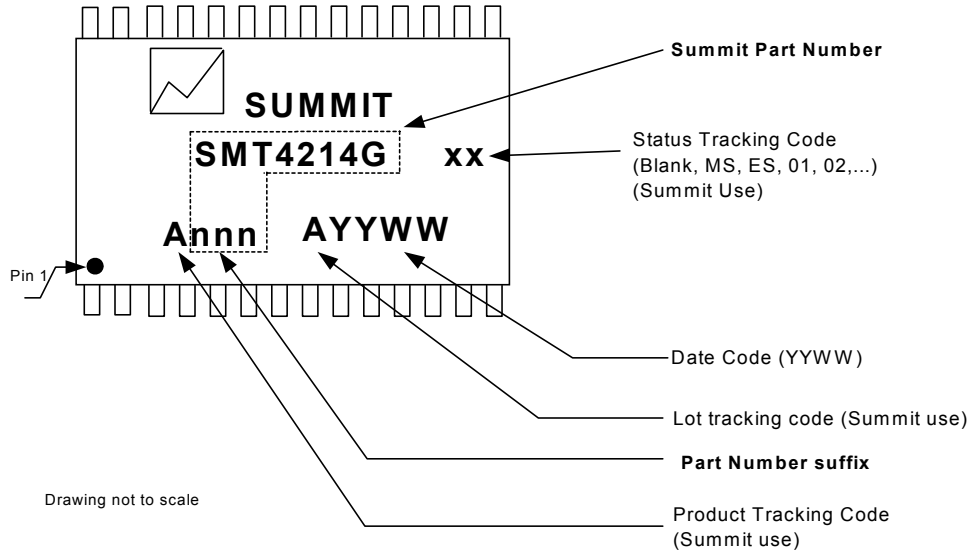 Summit Part Number
SUMMIT
SMT4214G
xx
Status Tracking Code
(Blank, MS, ES, 01, 02,...)
(Summit Use)
Annn
AYYWW
Pin 1
Date Code (YYWW)
Lot tracking code (Summit use)
Part Number suffix
Drawing not to scale
Product Tracking Code
(Summit use)